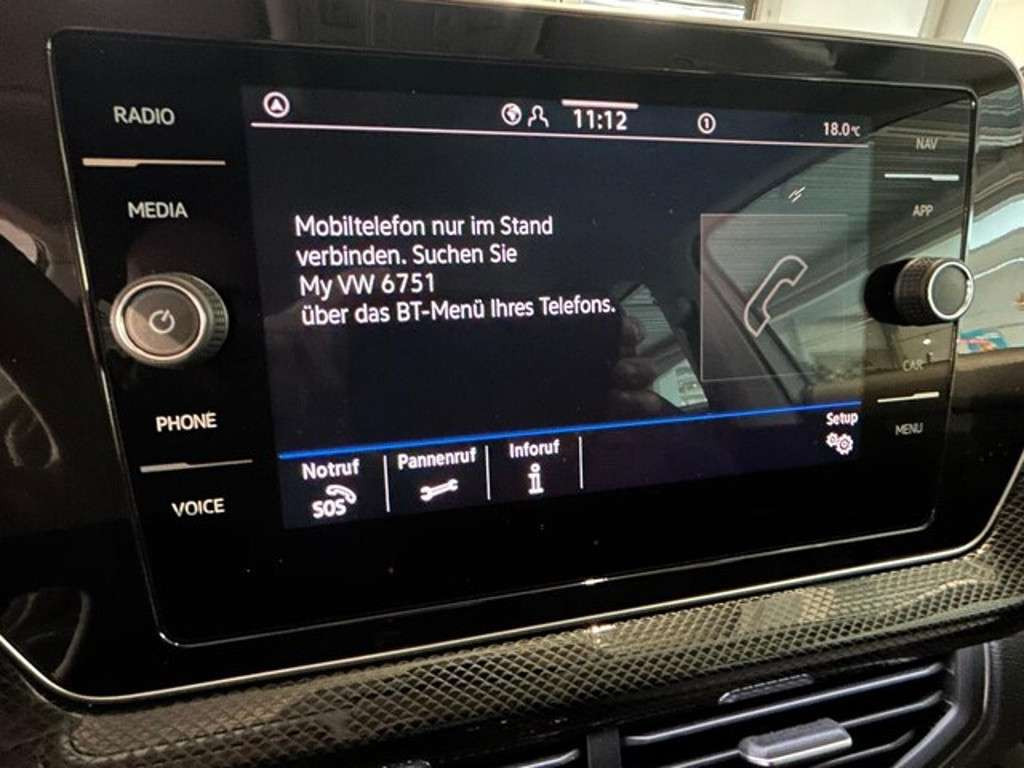 RADIO
MEDIA
PHONE
VOICE
11:12
1
18.0°C
Mobiltelefon nur im Stand
verbinden. Suchen Sie
My VW 6751
über das BT-Menü Ihres Telefons.
Notruf
SOS
Pannenruf
Inforuf
i
Setup
NAV
APP
CAR
MENU